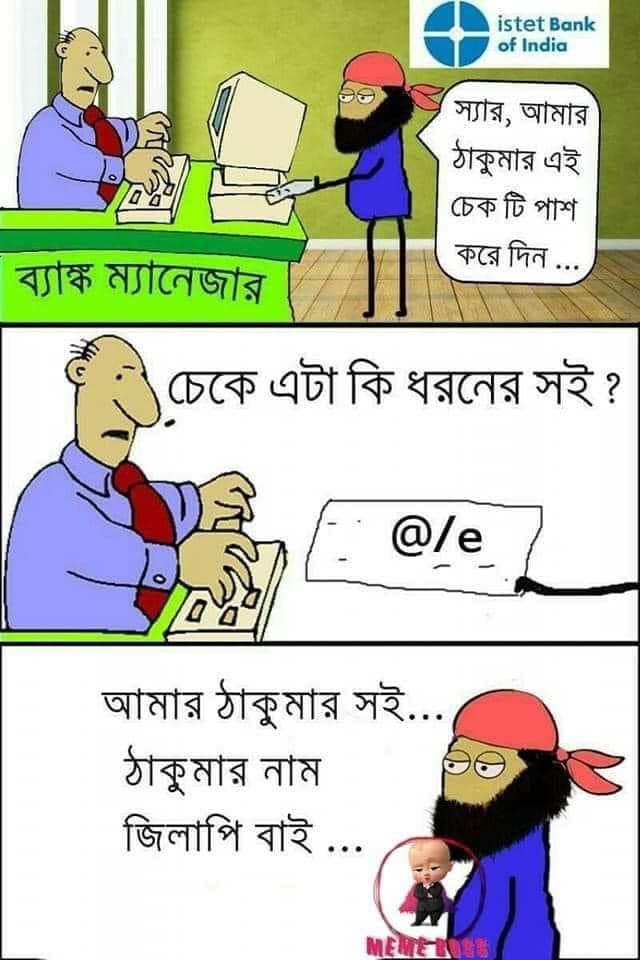 istet Bank
of India
স্যার, আমার
ঠাকুমার এই
চেক টি পাশ
করে দিন ...
ব্যাঙ্ক ম্যানেজার
চেকে এটা কি ধরনের সই ?
@/e
আমার ঠাকুমার সই...
ঠাকুমার নাম
জিলাপি বাই ...
MEME BOSS